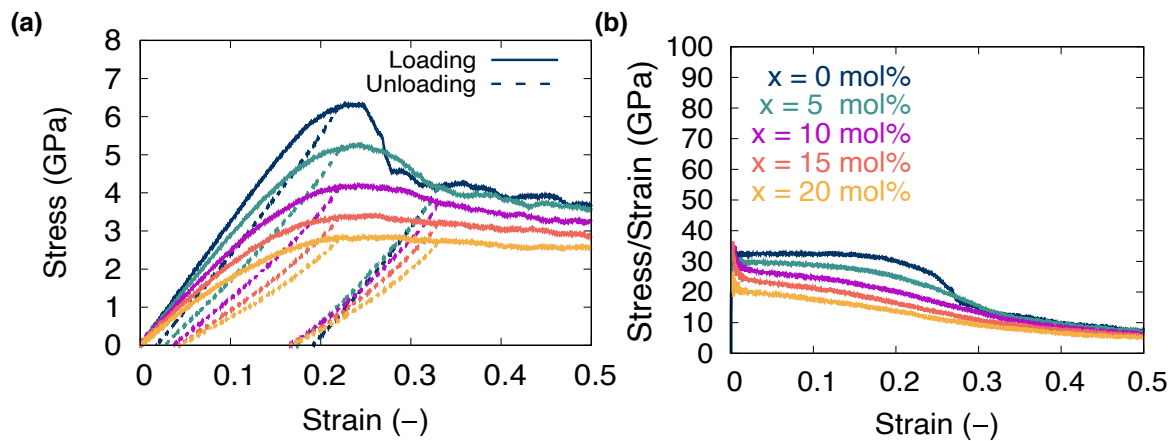 (a)
Stress (GPa)
8
7
6
5
4
3
2
1
0
Loading
Unloading
0 0.1 0.2 0.3 0.4 0.5
Strain (–)
(b)
Stress/Strain (GPa)
100
90
80
70
60
50
40
30
20
10
0
x = 0 mol%
x = 5 mol%
x = 10 mol%
x = 15 mol%
x = 20 mol%
0 0.1 0.2 0.3 0.4 0.5
Strain (–)